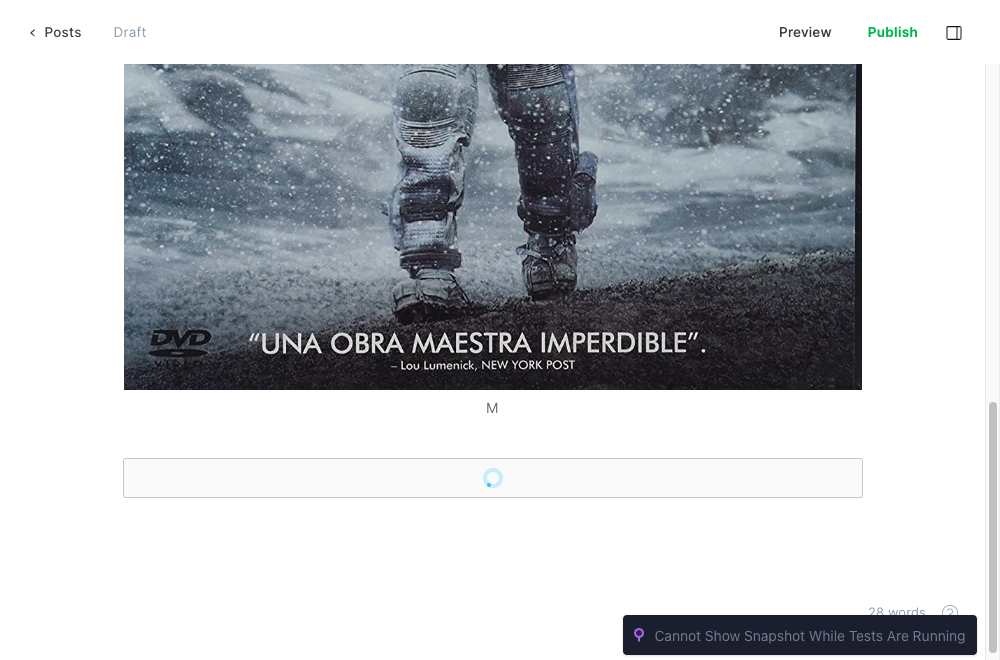 Posts
Draft
Preview
Publish
DVD
VIDEO
“UNA OBRA MAESTRA IMPERDIBLE”.
– Lou Lumenick, NEW YORK POST
M
28 words
?
Cannot Show Snapshot While Tests Are Running